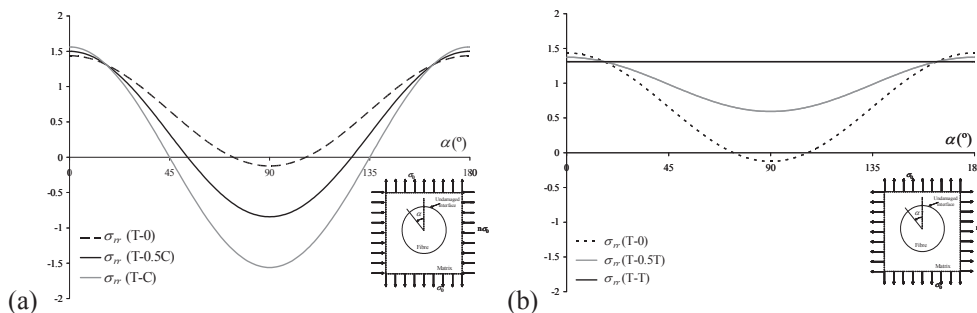 2
1.5
1
0.5
0
-0.5
-1
-1.5
-2
0
45
90
135
180
α(º)
σrr (T-0)
σrr (T-0.5C)
σrr (T-C)
α
Undamaged
interface
Fibre
Matrix
(a)
2
1.5
1
0.5
0
-0.5
-1
-1.5
-2
0
45
90
135
180
α(º)
σrr (T-0)
σrr (T-0.5T)
σrr (T-T)
α
Undamaged
interface
Fibre
Matrix
(b)